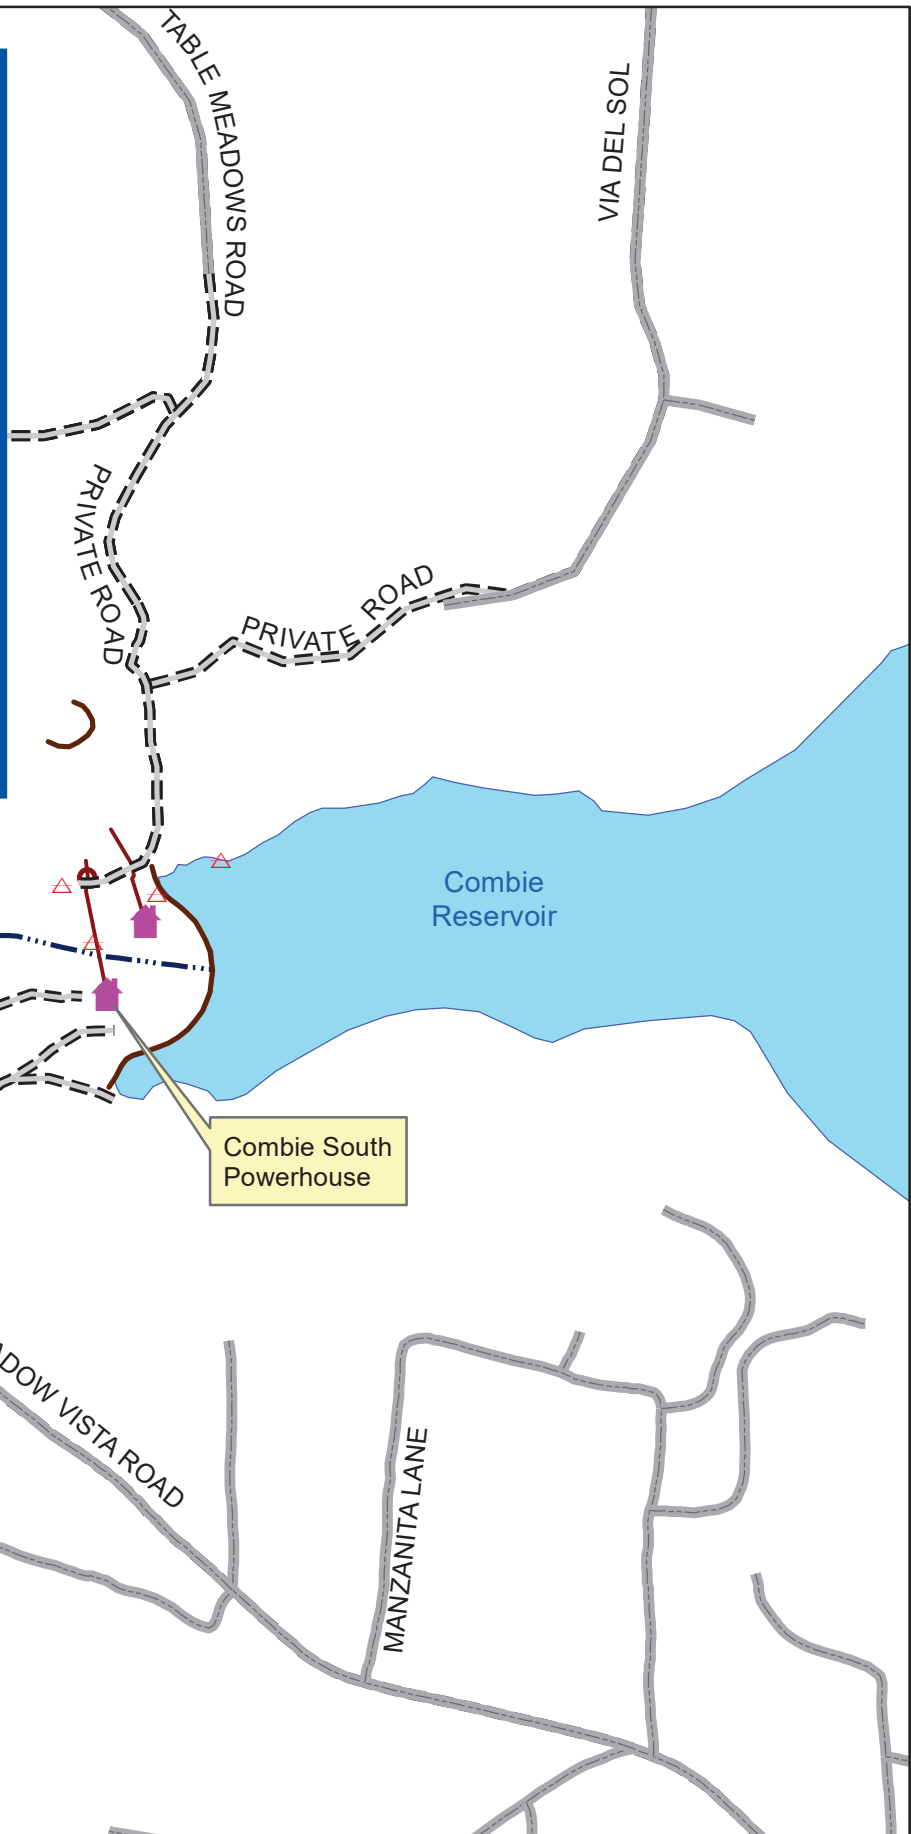 TABLE MEADOWS ROAD
VIA DEL SOL
PRIVATE ROAD
PRIVATE ROAD
Combie
Reservoir
Combie South
Powerhouse
ADOW VISTA ROAD
MANZANITA LANE